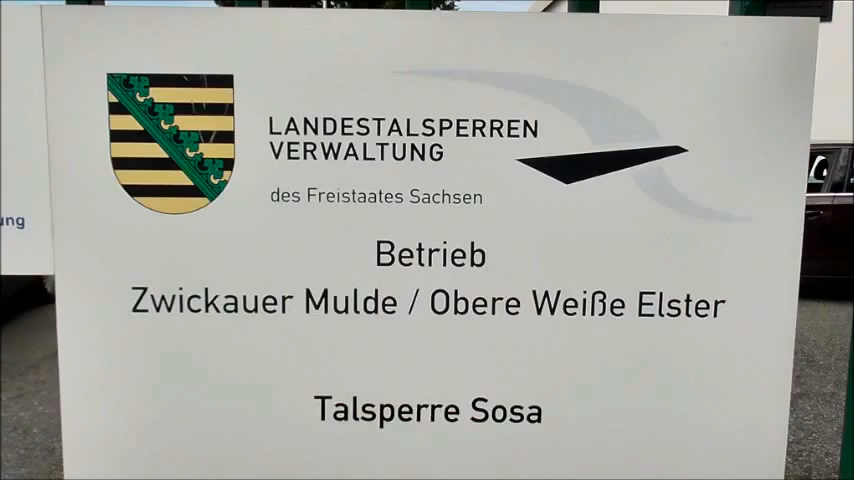 LANDESTALSPERREN
VERWALTUNG
des Freistaates Sachsen
Betrieb
Zwickauer Mulde / Obere Weiße Elster
Talsperre Sosa